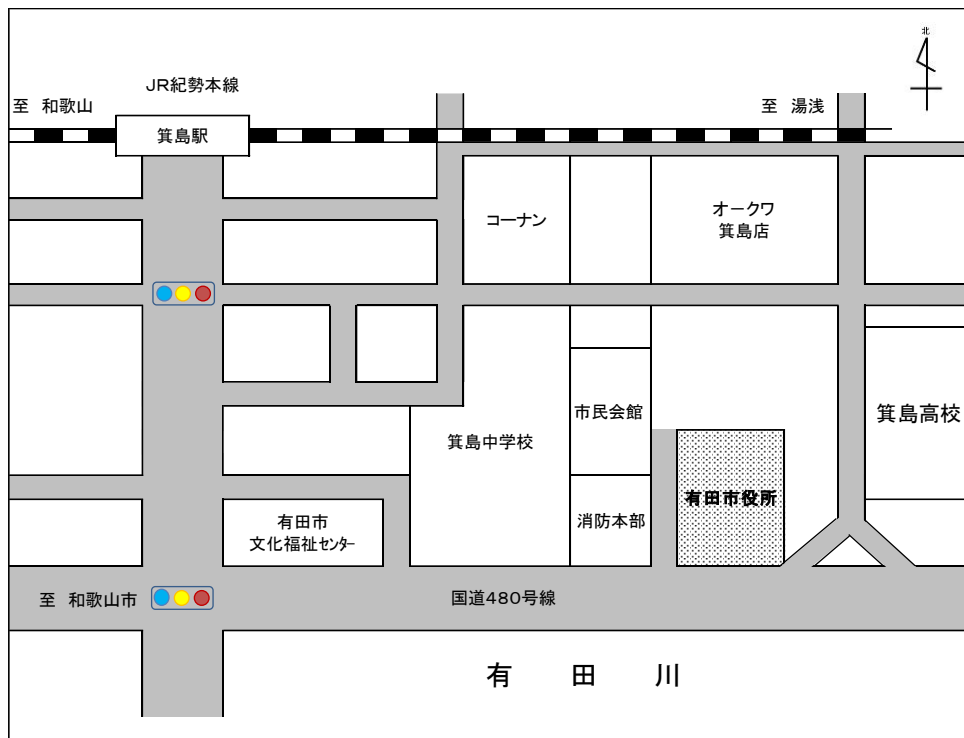 北
JR紀勢本線
至 和歌山
至 湯浅
箕島駅
コーナン
オークワ
箕島店
市民会館
箕島高校
箕島中学校
有田市役所
有田市
文化福祉センター
消防本部
至 和歌山市
国道480号線
有 田 川